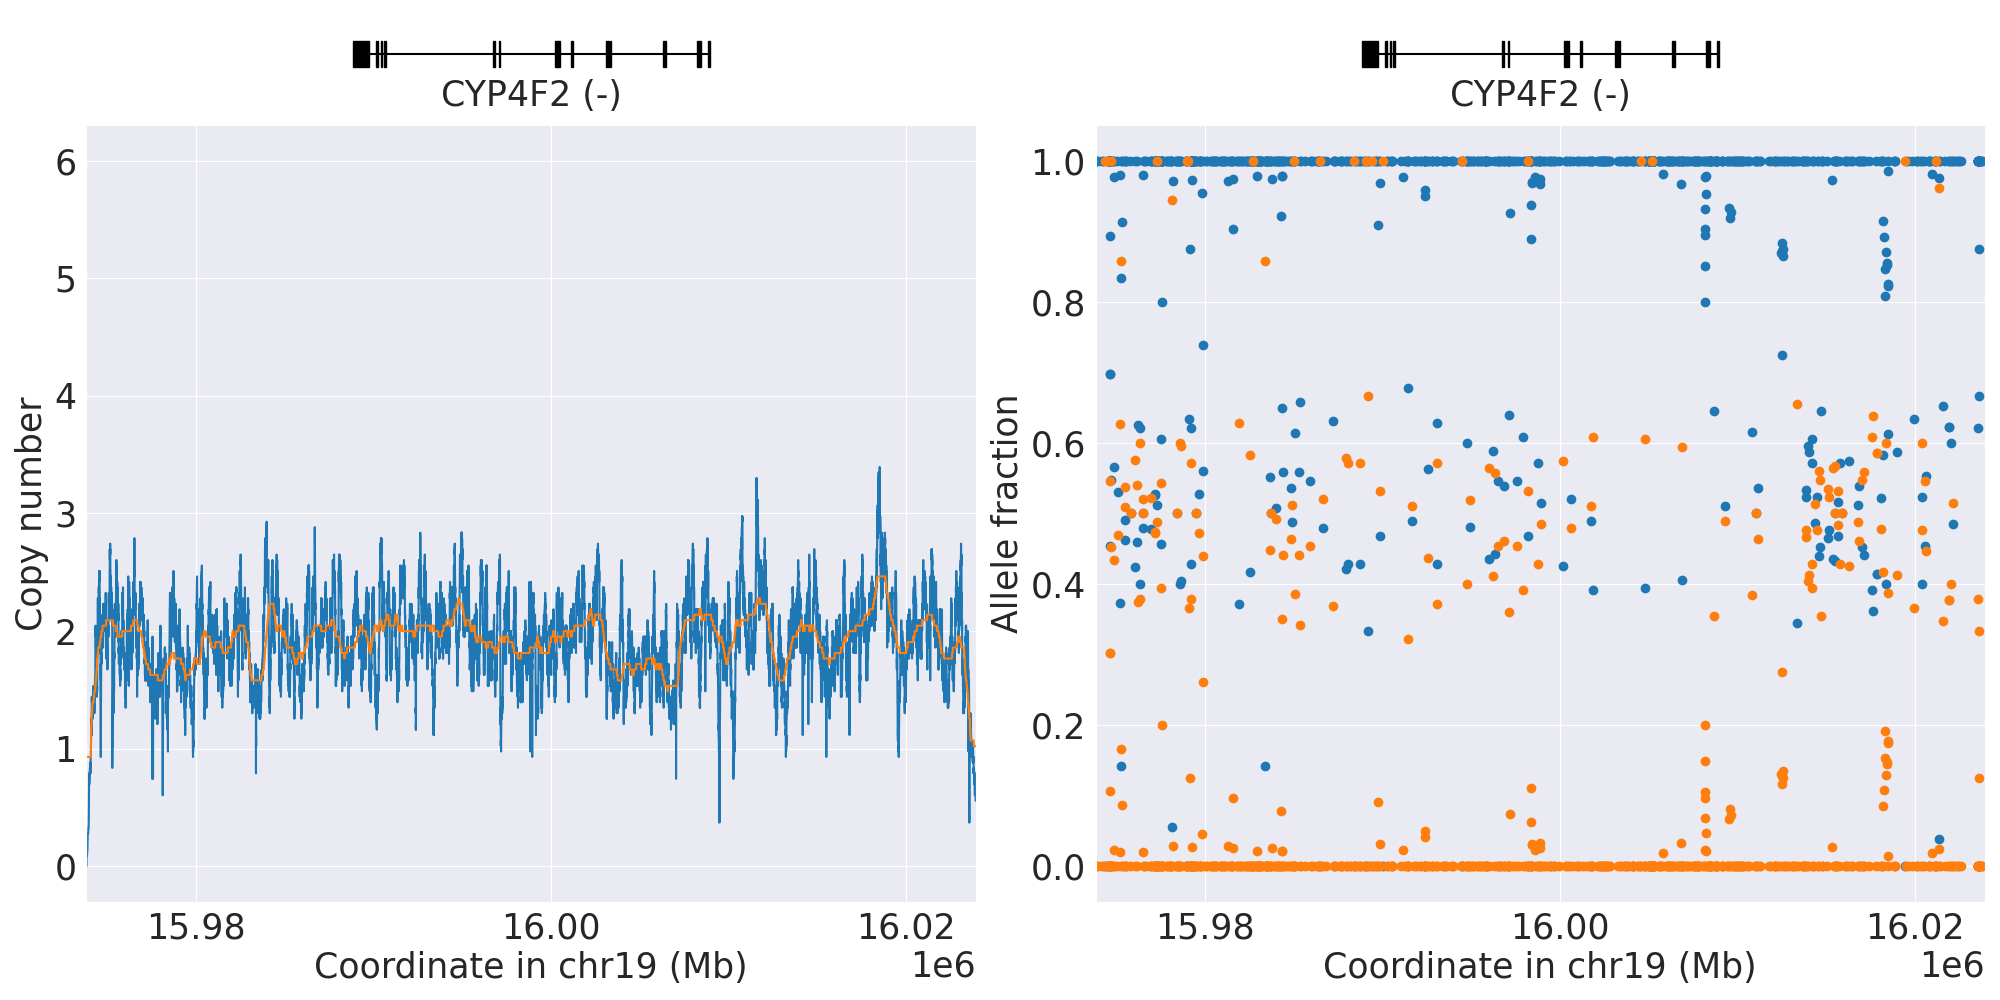 CYP4F2 (-)
Copy number
6
5
4
3
2
1
0
15.98
16.00
16.02
Coordinate in chr19 (Mb)
1e6
CYP4F2 (-)
Allele fraction
1.0
0.8
0.6
0.4
0.2
0.0
15.98
16.00
16.02
Coordinate in chr19 (Mb)
1e6